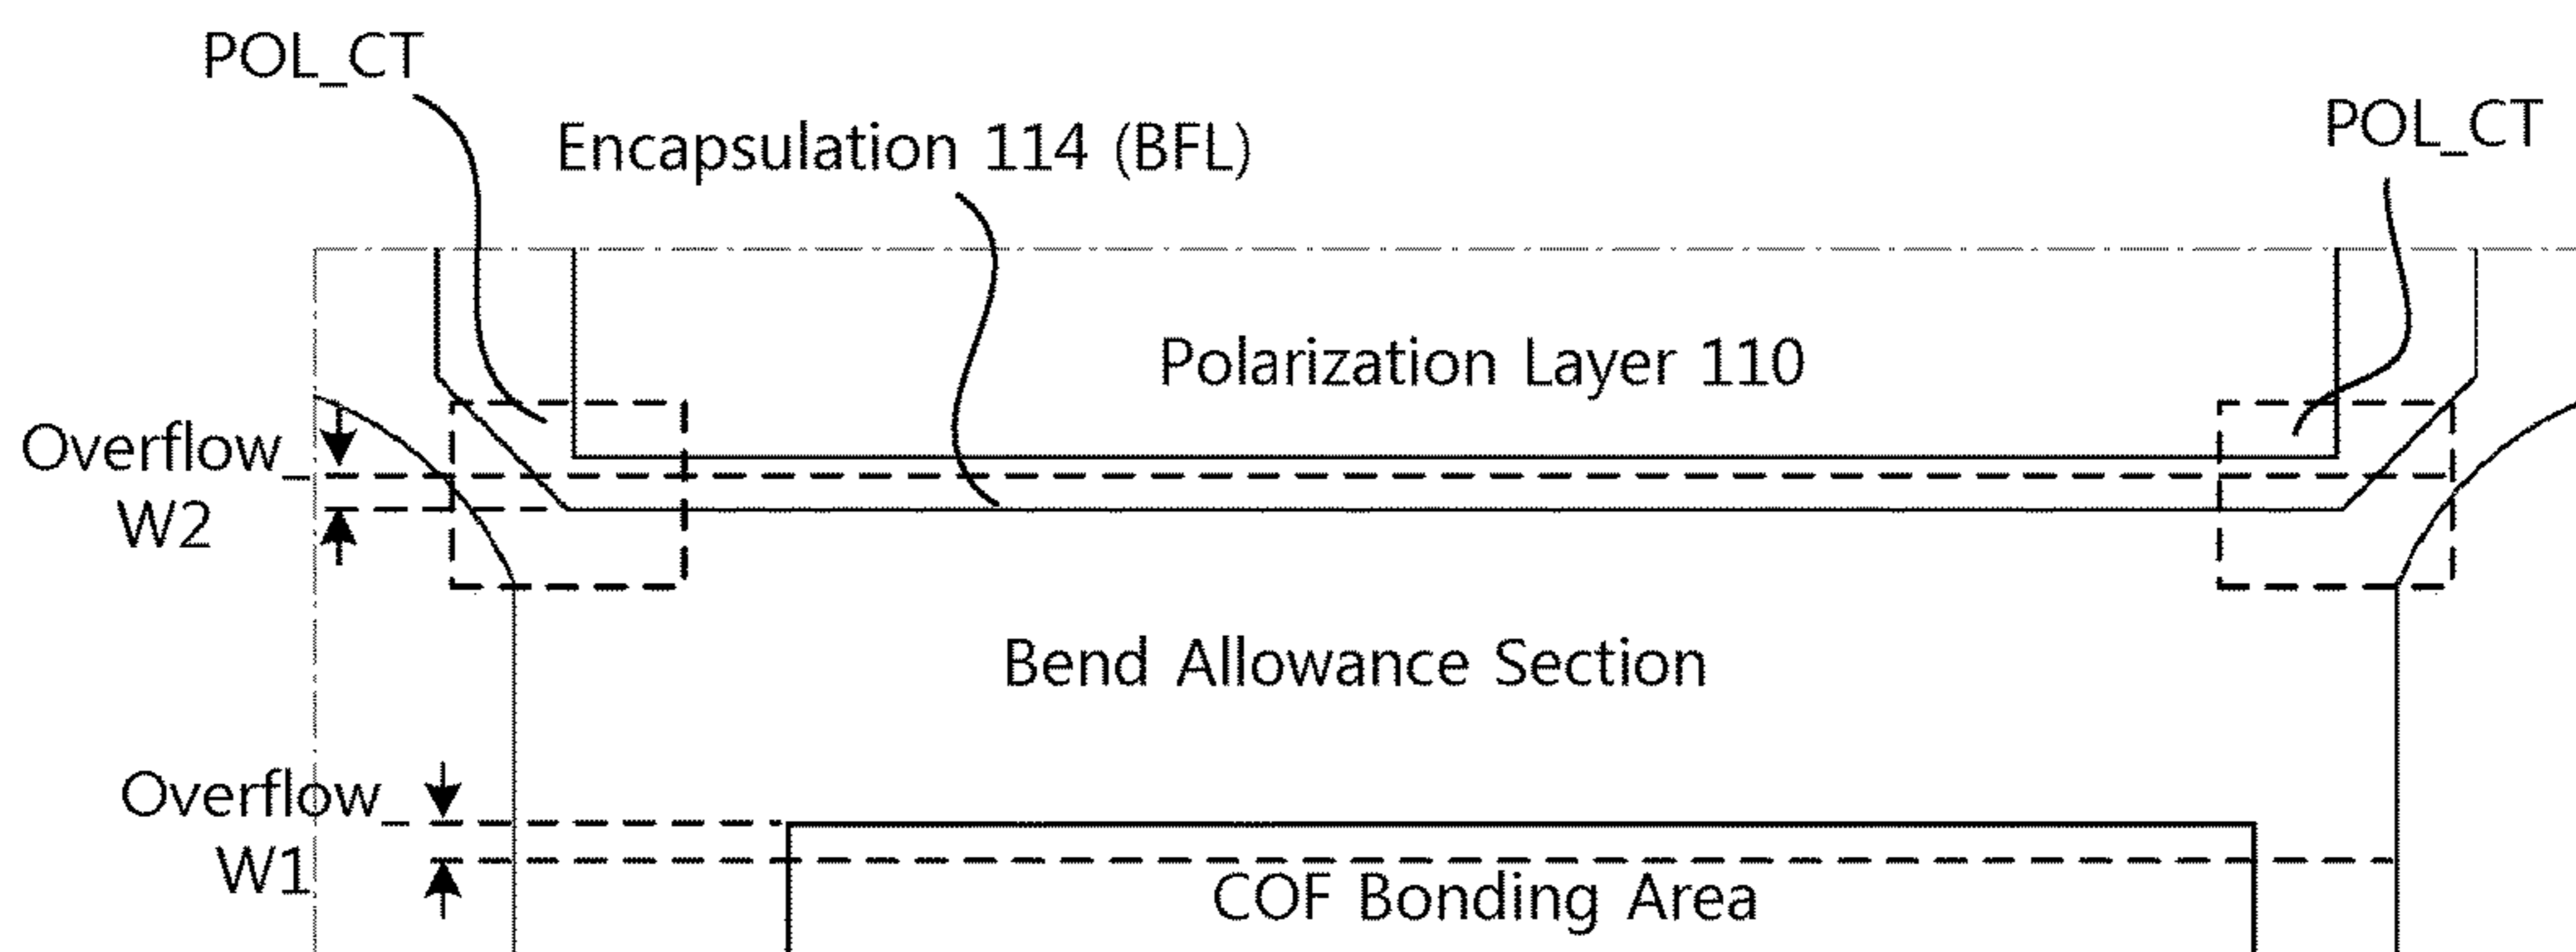 POL_CT
POL_CT
Encapsulation 114 (BFL)
Polarization Layer 110
Overflow_
W2
Bend Allowance Section
Overflow_
W1
COF Bonding Area